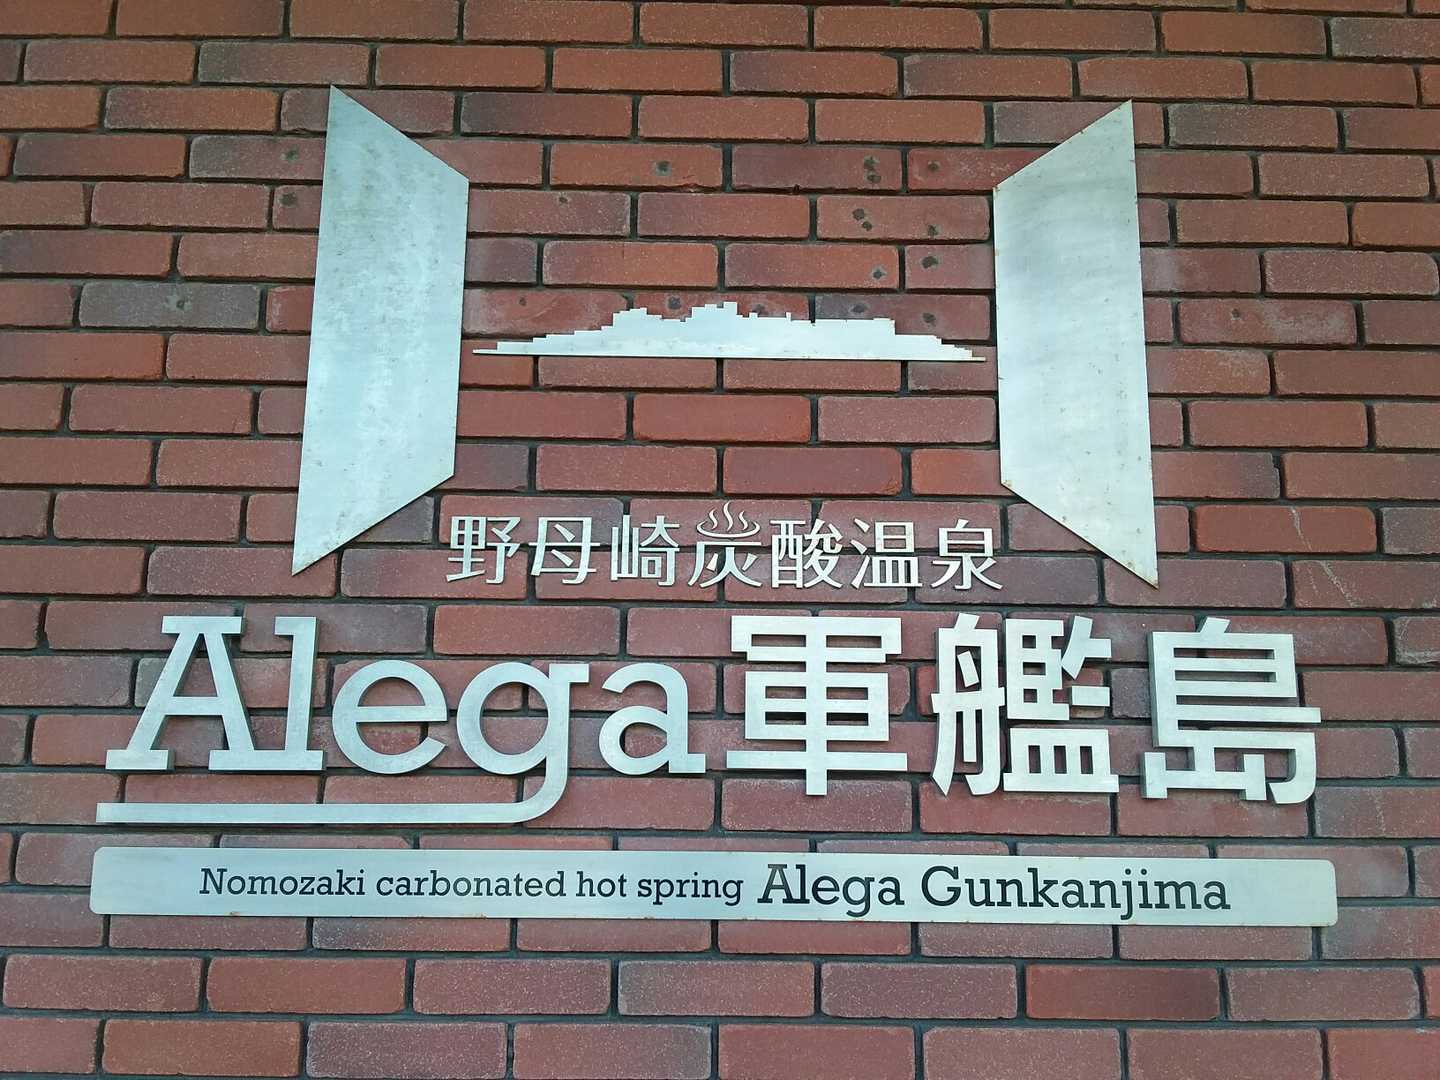 野母崎炭酸温泉
Alega軍艦島
Nomozaki carbonated hot spring Alega Gunkanjima